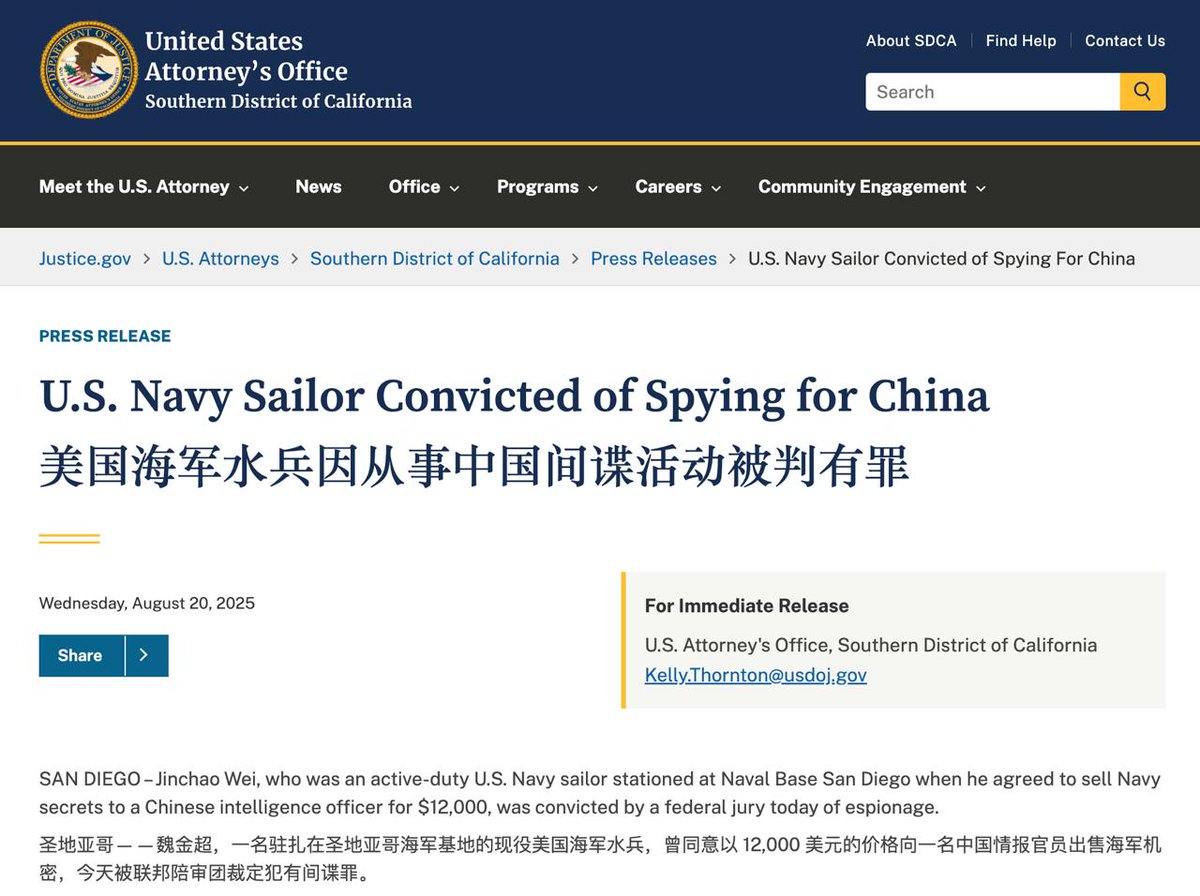 United States
Attorney's Office
Southern District of California
About SDCA
Find Help
Contact Us
Search
Meet the U.S. Attorney
News
Office
Programs
Careers
Community Engagement
Justice.gov > U.S. Attorneys > Southern District of California > Press Releases > U.S. Navy Sailor Convicted of Spying For China
PRESS RELEASE
U.S. Navy Sailor Convicted of Spying for China
美国海军水兵因从事中国间谍活动被判有罪
Wednesday, August 20, 2025
Share
For Immediate Release
U.S. Attorney's Office, Southern District of California
Kelly.Thornton@usdoj.gov
SAN DIEGO – Jinchao Wei, who was an active-duty U.S. Navy sailor stationed at Naval Base San Diego when he agreed to sell Navy
secrets to a Chinese intelligence officer for $12,000, was convicted by a federal jury today of espionage.
圣地亚哥——魏金超，一名驻扎在圣地亚哥海军基地的现役美国海军水兵，曾同意以 12,000 美元的价格向一名中国情报官员出售海军机
密，今天被联邦陪审团裁定犯有间谍罪。